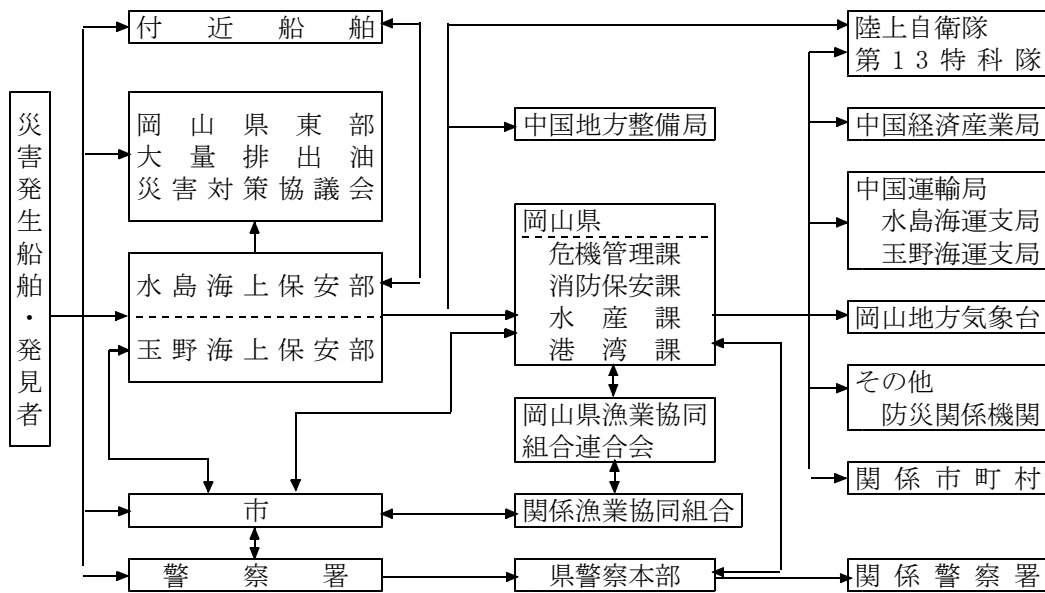 災害発生船舶・発見者
付近船舶
岡山県東部
大量排出油
災害対策協議会
水島海上保安部
玉野海上保安部
市
警察署
中国地方整備局
岡山県
危機管理課
消防保安課
水産課
港湾課
岡山県漁業協同
組合連合会
関係漁業協同組合
県警察本部
陸上自衛隊
第13特科隊
中国経済産業局
中国運輸局
水島海運支局
玉野海運支局
岡山地方気象台
その他
防災関係機関
関係市町村
関係警察署